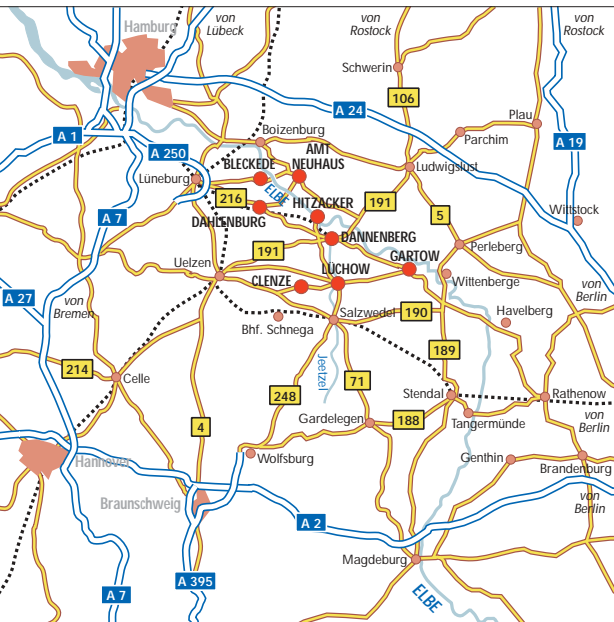 Hamburg
von
Lübeck
von
Rostock
von
Rostock
Schwerin
106
A 24
Plau
A 1
Boizenburg
Parchim
A 19
A 250
AMT
NEUHAUS
BLECKEDE
Lüneburg
Ludwigslust
ELBE
216
HITZACKER
191
5
Wittstock
A 7
DAHLENBURG
DANNENBERG
191
GARTOW
Perleberg
Uelzen
LÜCHOW
CLENZE
Wittenberge
von
Berlin
A 27
von
Bremen
Salzwedel
190
Havelberg
Bhf. Schnega
189
Jeetzel
214
Celle
71
248
Stendal
Rathenow
188
von
Berlin
Gardelegen
Tangermünde
4
Hannover
Wolfsburg
Genthin
Brandenburg
von
Berlin
Braunschweig
A 2
Magdeburg
A 395
A 7
ELBE